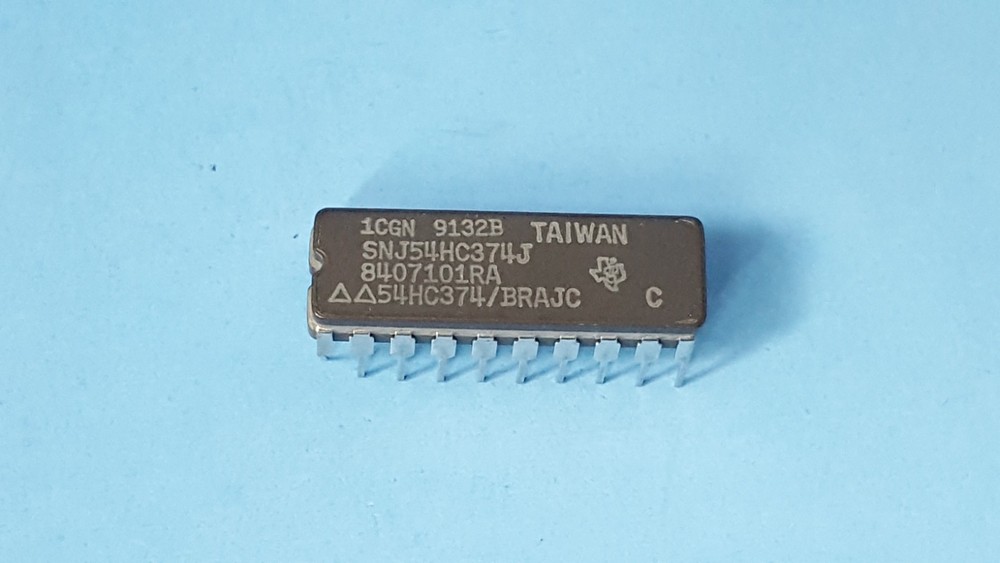 1CGN 9132B TAIWAN
SNJ54HC374J
8407101RA
△△54HC374/BRAJC C